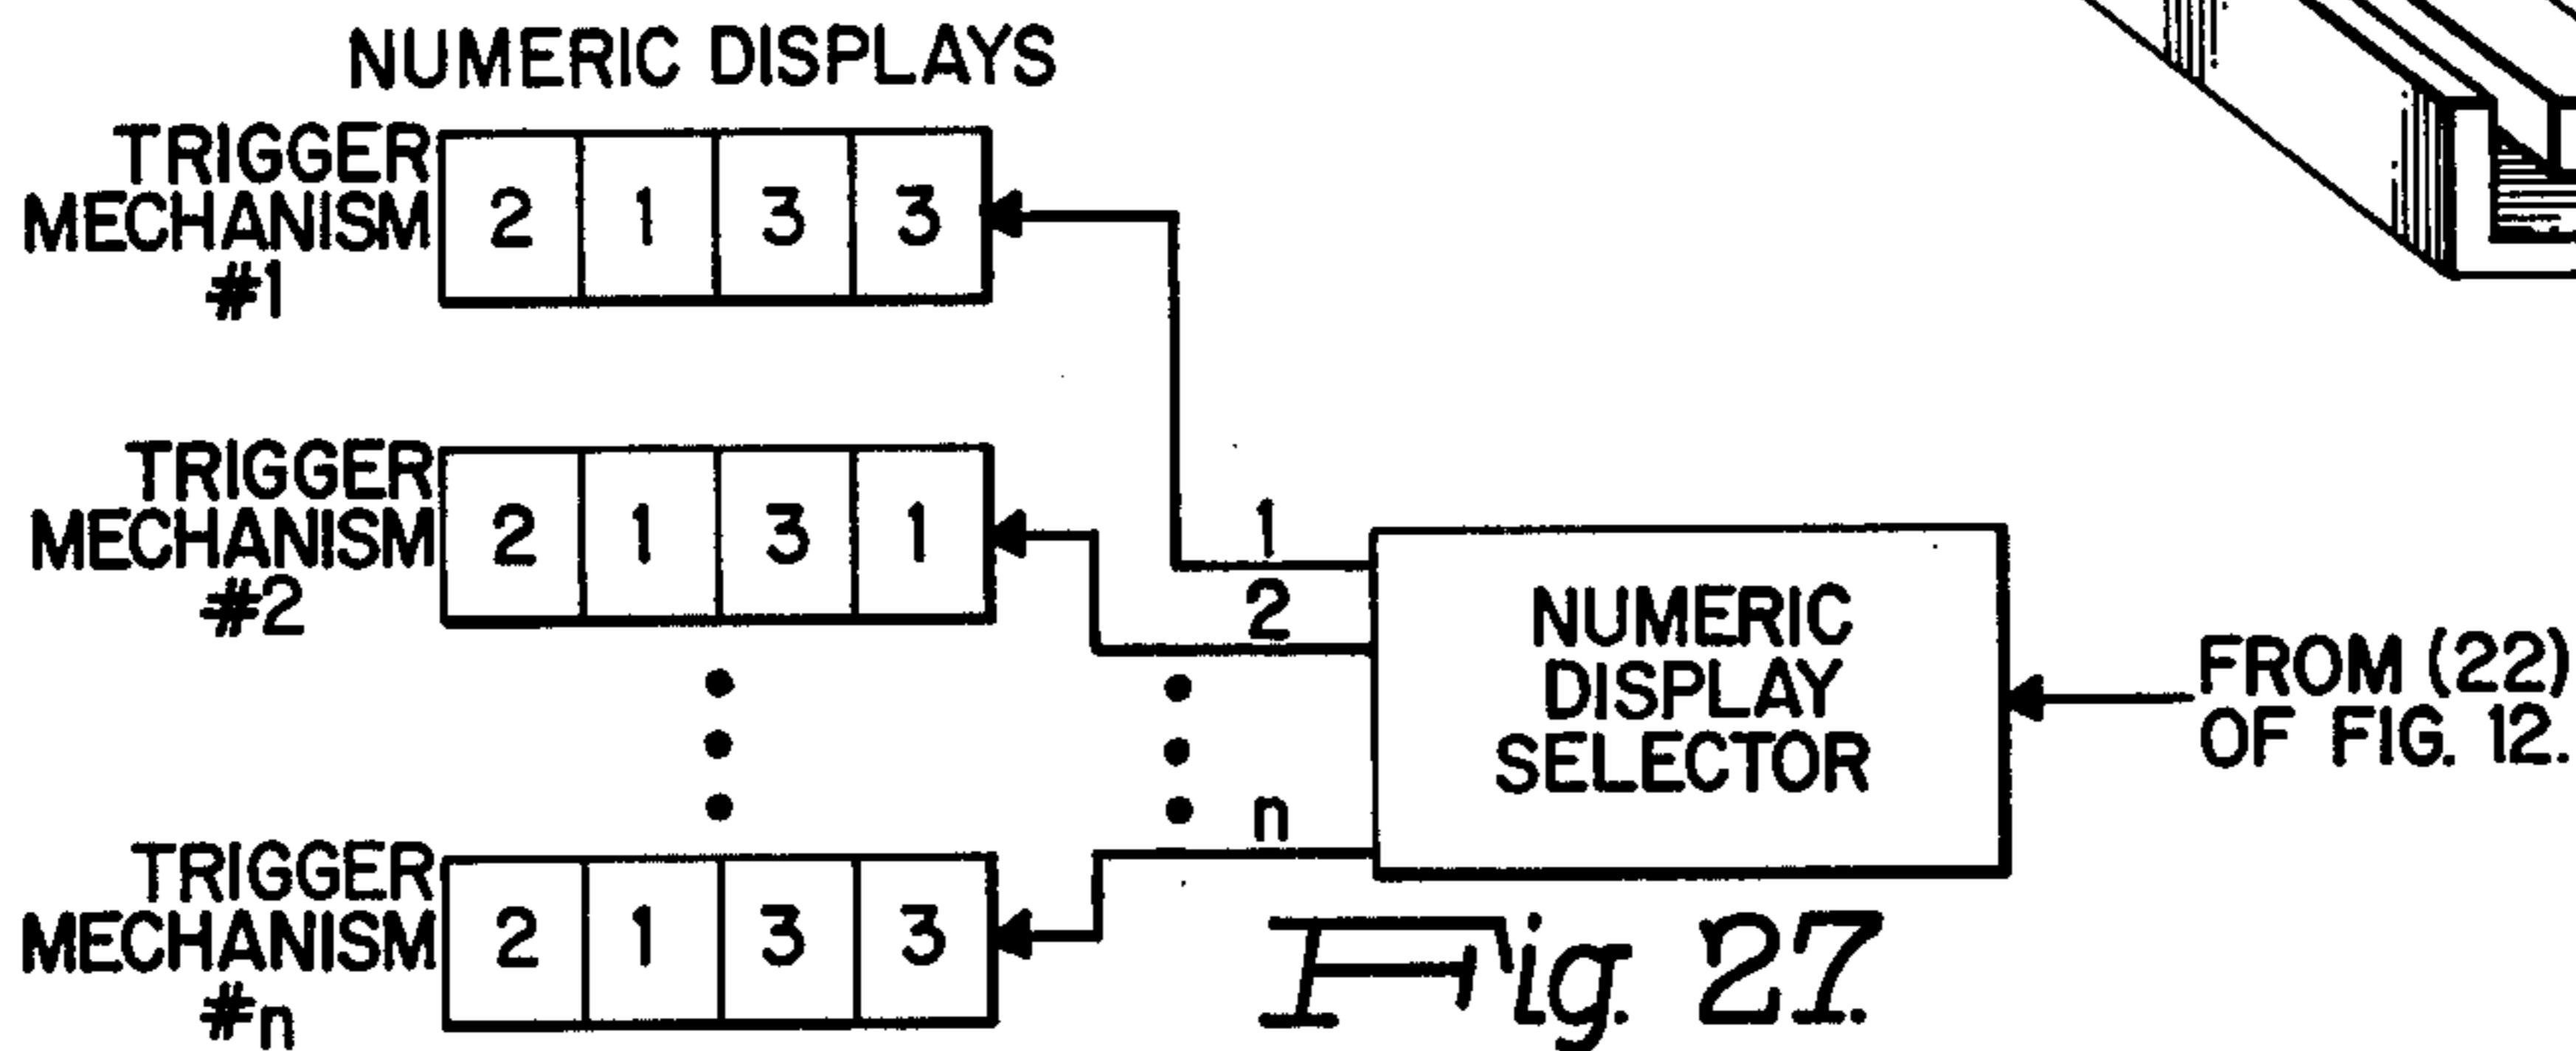 NUMERIC DISPLAYS
TRIGGER
MECHANISM
#1
2 1 3 3
TRIGGER
MECHANISM
#2
2 1 3 1
1
2
n
NUMERIC
DISPLAY
SELECTOR
FROM (22)
OF FIG. 12.
TRIGGER
MECHANISM
#n
2 1 3 3
Fig. 27.